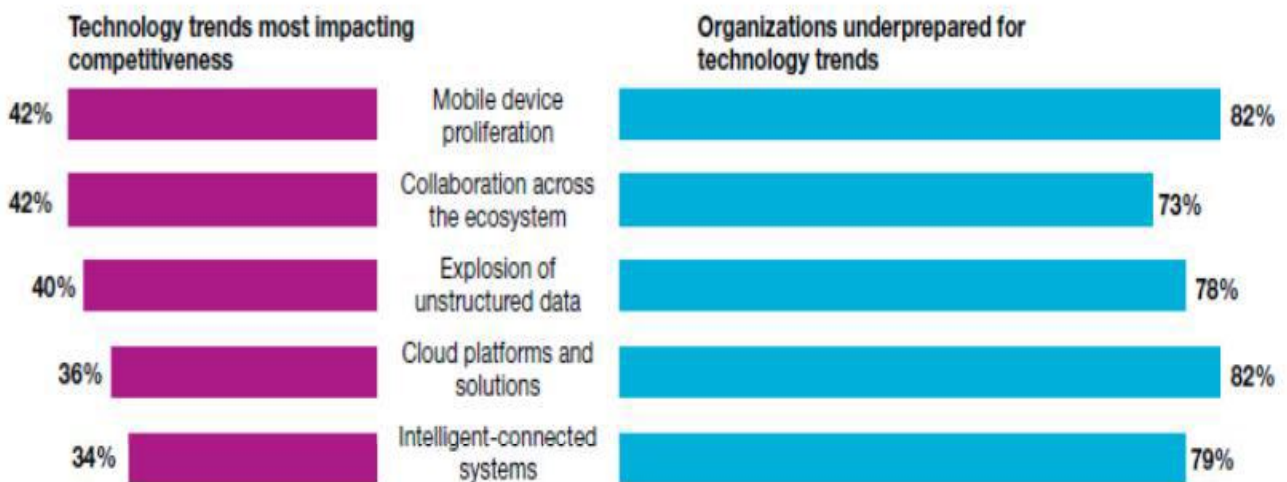 Technology trends most impacting
competitiveness
Organizations underprepared for
technology trends
42%
Mobile device
proliferation
82%
42%
Collaboration across
the ecosystem
73%
40%
Explosion of
unstructured data
78%
36%
Cloud platforms and
solutions
82%
34%
Intelligent-connected
systems
79%